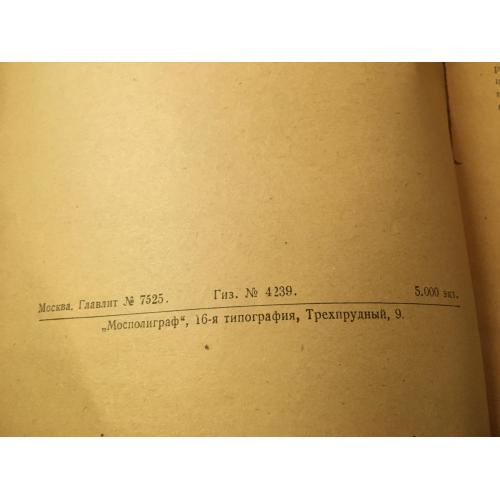 Москва. Главлит № 7525. Гиз. № 4239. 5.000 экз.
„Мосполиграф“, 16-я типография, Трехпрудный, 9.